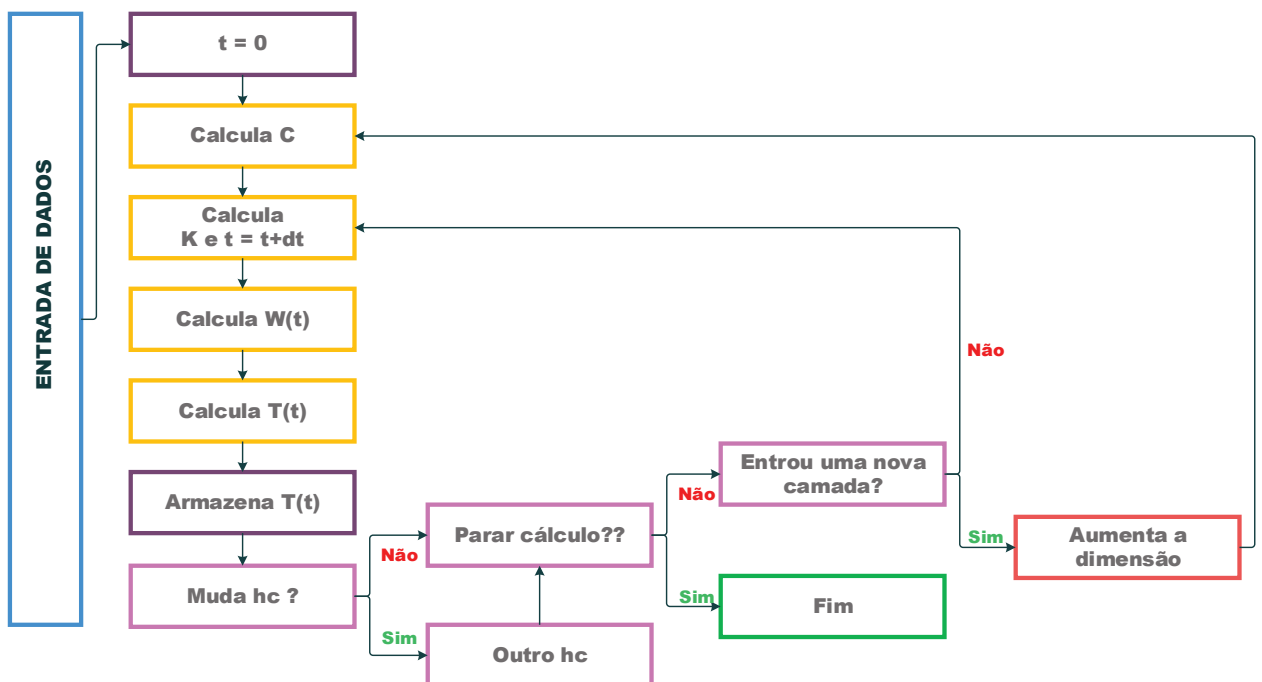 ENTRADA DE DADOS
t = 0
Calcula C
Calcula
K e t = t+dt
Calcula W(t)
Calcula T(t)
Armazena T(t)
Muda hc ?
Não
Sim
Parar cálculo??
Outro hc
Não
Sim
Entrou uma nova
camada?
Fim
Não
Sim
Aumenta a
dimensão